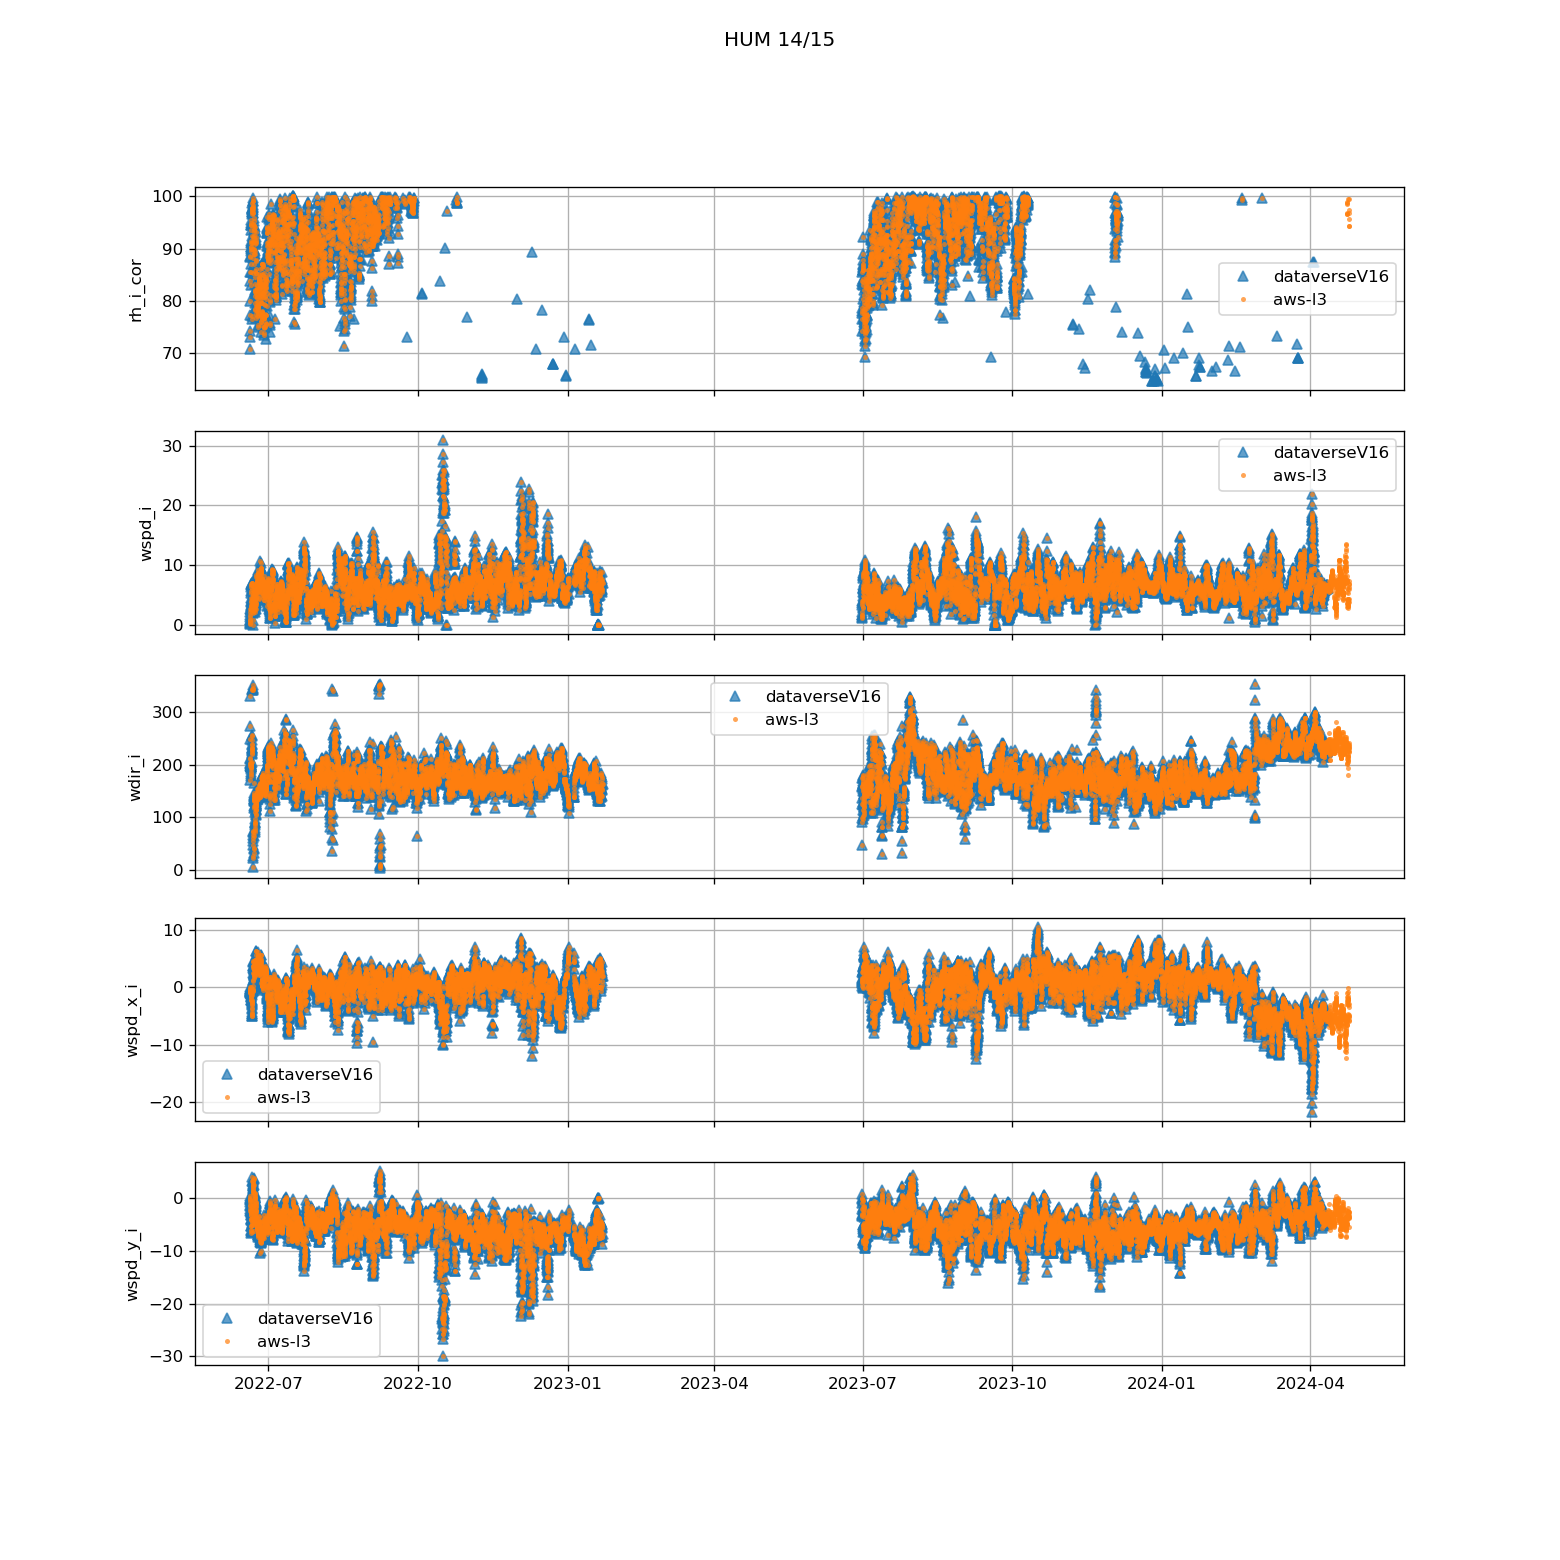 HUM 14/15
rh_i_cor
100
90
80
70
dataverseV16
aws-l3
wspd_i
30
20
10
0
dataverseV16
aws-l3
wdir_i
300
200
100
0
dataverseV16
aws-l3
wspd_x_i
10
0
−10
−20
dataverseV16
aws-l3
wspd_y_i
0
−10
−20
−30
dataverseV16
aws-l3
2022-07 2022-10 2023-01 2023-04 2023-07 2023-10 2024-01 2024-04